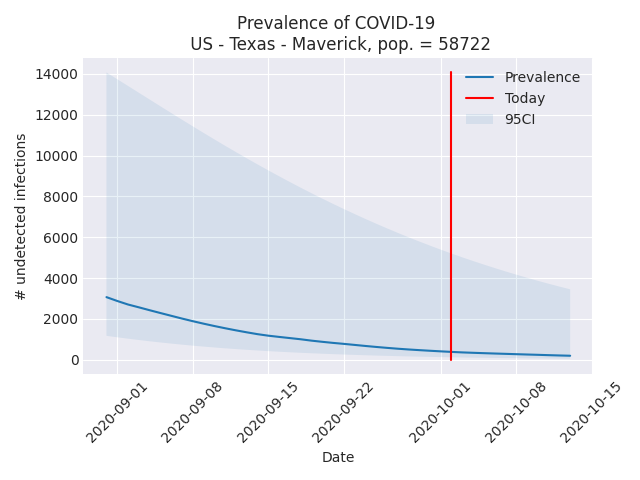 Prevalence of COVID-19
US - Texas - Maverick, pop. = 58722
# undetected infections
14000
12000
10000
8000
6000
4000
2000
0
Prevalence
Today
95CI
2020-09-01
2020-09-08
2020-09-15
2020-09-22
2020-10-01
2020-10-08
2020-10-15
Date